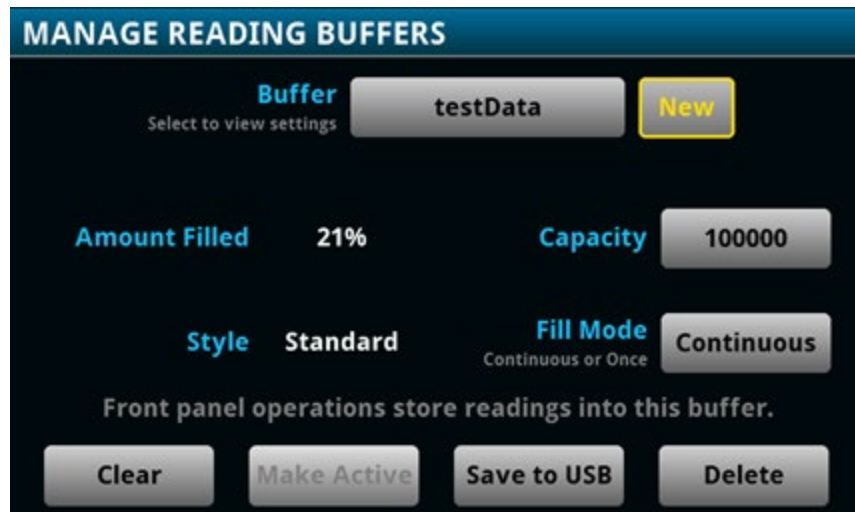 MANAGE READING BUFFERS
Buffer
Select to view settings
testData
New
Amount Filled
21%
Capacity
100000
Style
Standard
Fill Mode
Continuous or Once
Continuous
Front panel operations store readings into this buffer.
Clear
Make Active
Save to USB
Delete